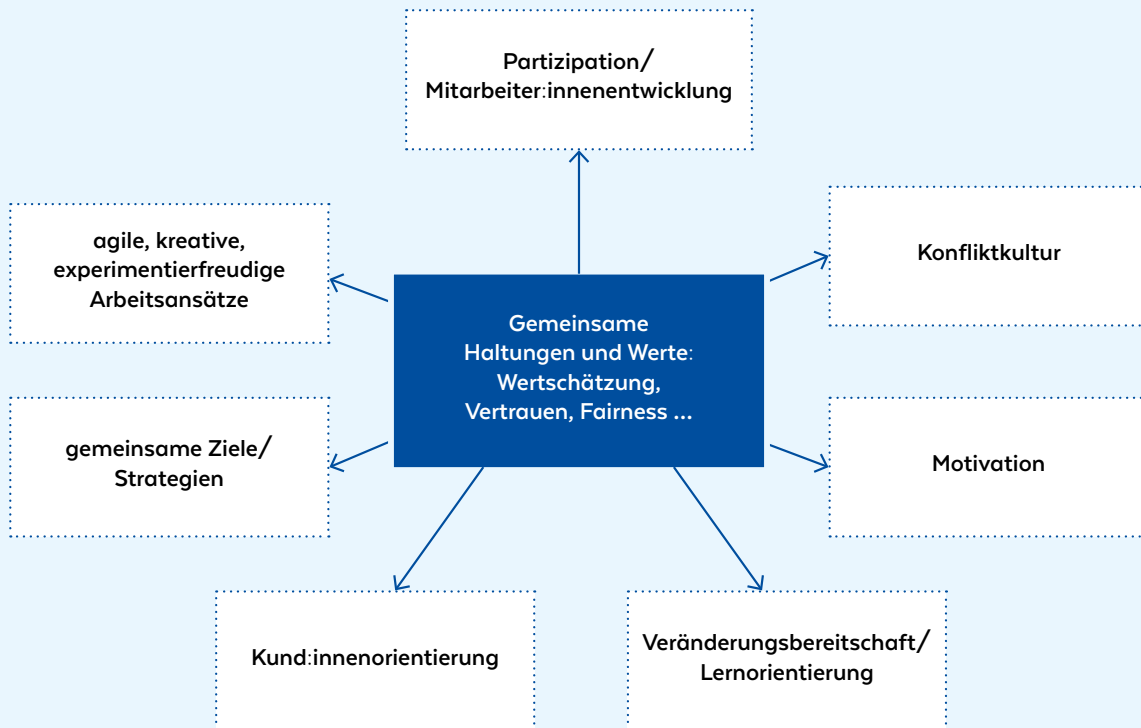 Partizipation/
Mitarbeiter:innenentwicklung
agile, kreative,
experimentierfreudige
Arbeitsansätze
Konfliktkultur
Gemeinsame
Haltungen und Werte:
Wertschätzung,
Vertrauen, Fairness ...
gemeinsame Ziele/
Strategien
Motivation
Kund:innenorientierung
Veränderungsbereitschaft/
Lernorientierung